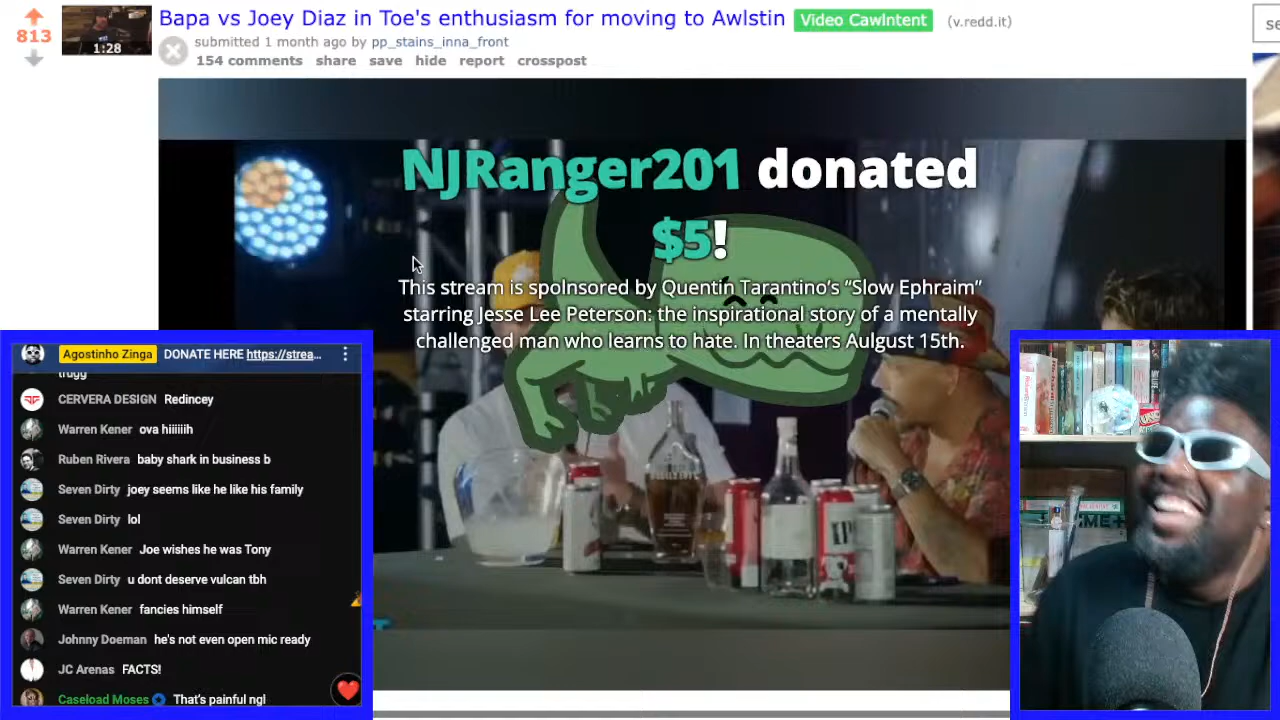 813
1:28
Bapa vs Joey Diaz in Toe's enthusiasm for moving to Awlstin Video CawIntent (v.redd.it)
submitted 1 month ago by pp_stains_inna_front
154 comments share save hide report crosspost
se
NJRanger201 donated
$5!
This stream is spolnsored by Quentin Tarantino's "Slow Ephraim"
starring Jesse Lee Peterson: the inspirational story of a mentally
challenged man who learns to hate. In theaters Aulgust 15th.
Agostinho Zinga DONATE HERE https://strea...
trugg
CERVERA DESIGN Redincey
Warren Kener ova hiiiiiih
Ruben Rivera baby shark in business b
Seven Dirty joey seems like he like his family
Seven Dirty lol
Warren Kener Joe wishes he was Tony
Seven Dirty u dont deserve vulcan tbh
Warren Kener fancies himself
Johnny Doeman he's not even open mic ready
JC Arenas FACTS!
Caseload Moses That's painful ngl